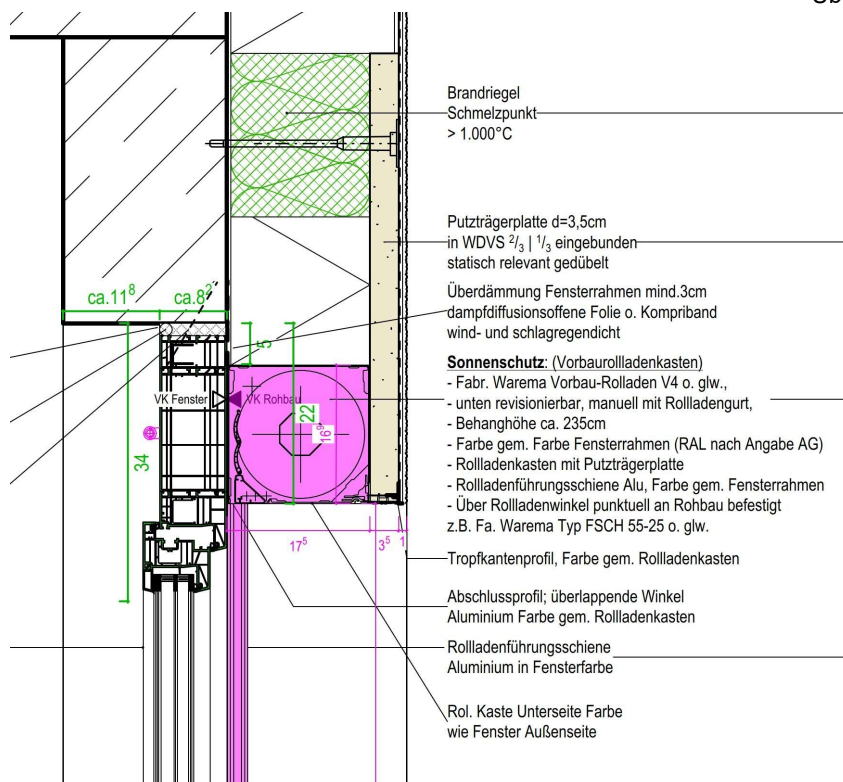 Üb
Brandriegel
Schmelzpunkt
> 1.000°C
Putzträgerplatte d=3,5cm
in WDVS ²/₃ | ¹/₃ eingebunden
statisch relevant gedübelt
ca.11⁸
ca.8²
Überdämmung Fensterrahmen mind.3cm
dampfdiffusionsoffene Folie o. Kompriband
wind- und schlagregendicht
5
Sonnenschutz: (Vorbaurollladenkasten)
- Fabr. Warema Vorbau-Rolladen V4 o. glw.,
- unten revisionierbar, manuell mit Rollladengurt,
- Behanghöhe ca. 235cm
- Farbe gem. Farbe Fensterrahmen (RAL nach Angabe AG)
- Rollladenkasten mit Putzträgerplatte
- Rollladenführungsschiene Alu, Farbe gem. Fensterrahmen
- Über Rollladenwinkel punktuell an Rohbau befestigt
z.B. Fa. Warema Typ FSCH 55-25 o. glw.
VK Fenster
VK Rohbau
22
16⁹
34
17⁵
3⁵
1
Tropfkantenprofil, Farbe gem. Rollladenkasten
Abschlussprofil; überlappende Winkel
Aluminium Farbe gem. Rollladenkasten
Rollladenführungsschiene
Aluminium in Fensterfarbe
Rol. Kaste Unterseite Farbe
wie Fenster Außenseite